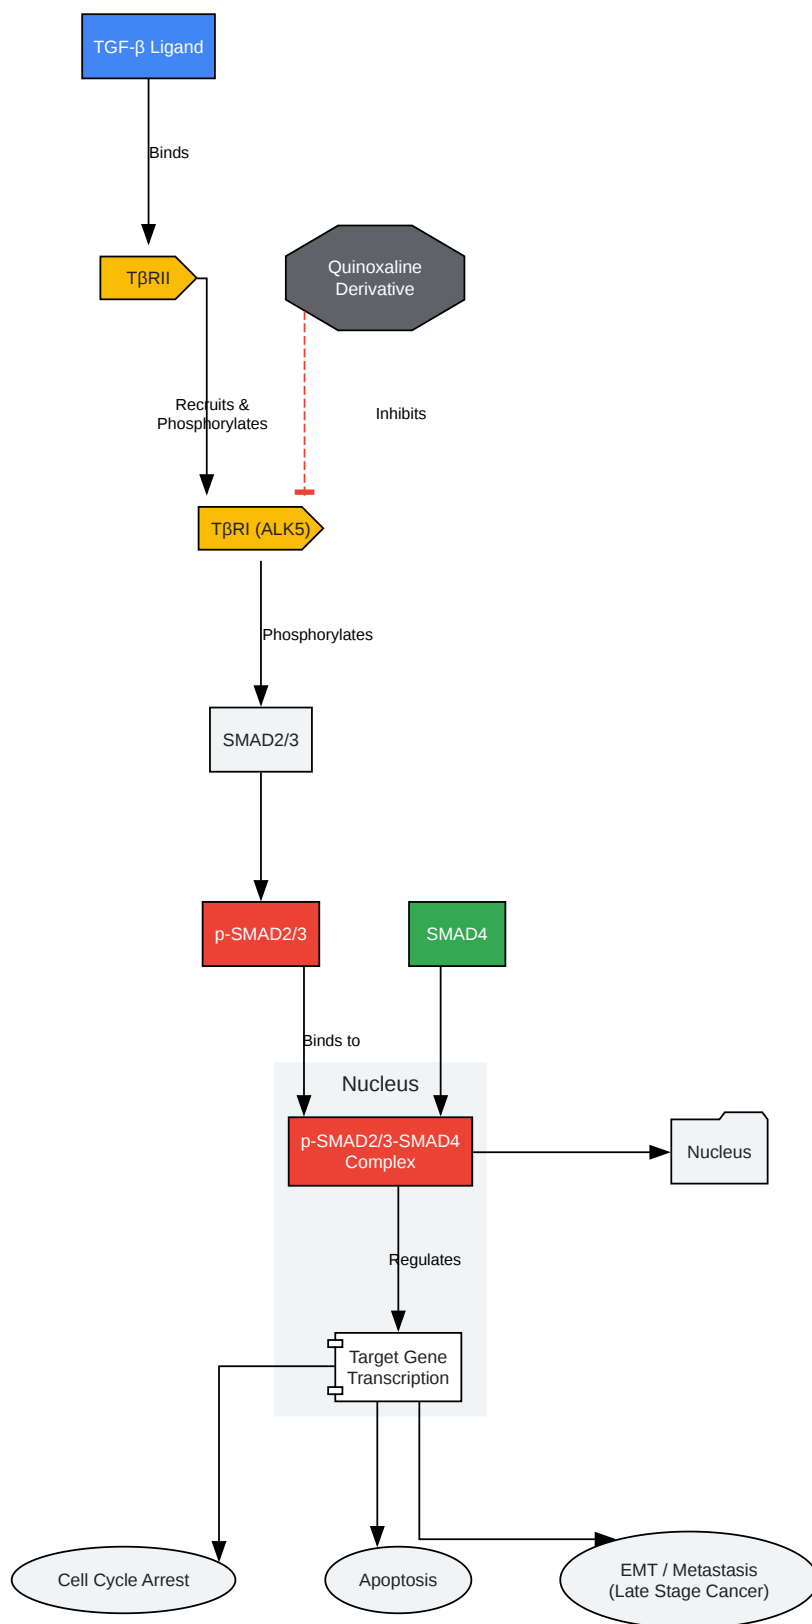 TGF-β Ligand
Binds
TβRII
Quinoxaline
Derivative
Recruits &
Phosphorylates
Inhibits
TβRI (ALK5)
Phosphorylates
SMAD2/3
p-SMAD2/3
SMAD4
Binds to
Nucleus
p-SMAD2/3-SMAD4
Complex
Nucleus
Regulates
Target Gene
Transcription
Cell Cycle Arrest
Apoptosis
EMT / Metastasis
(Late Stage Cancer)